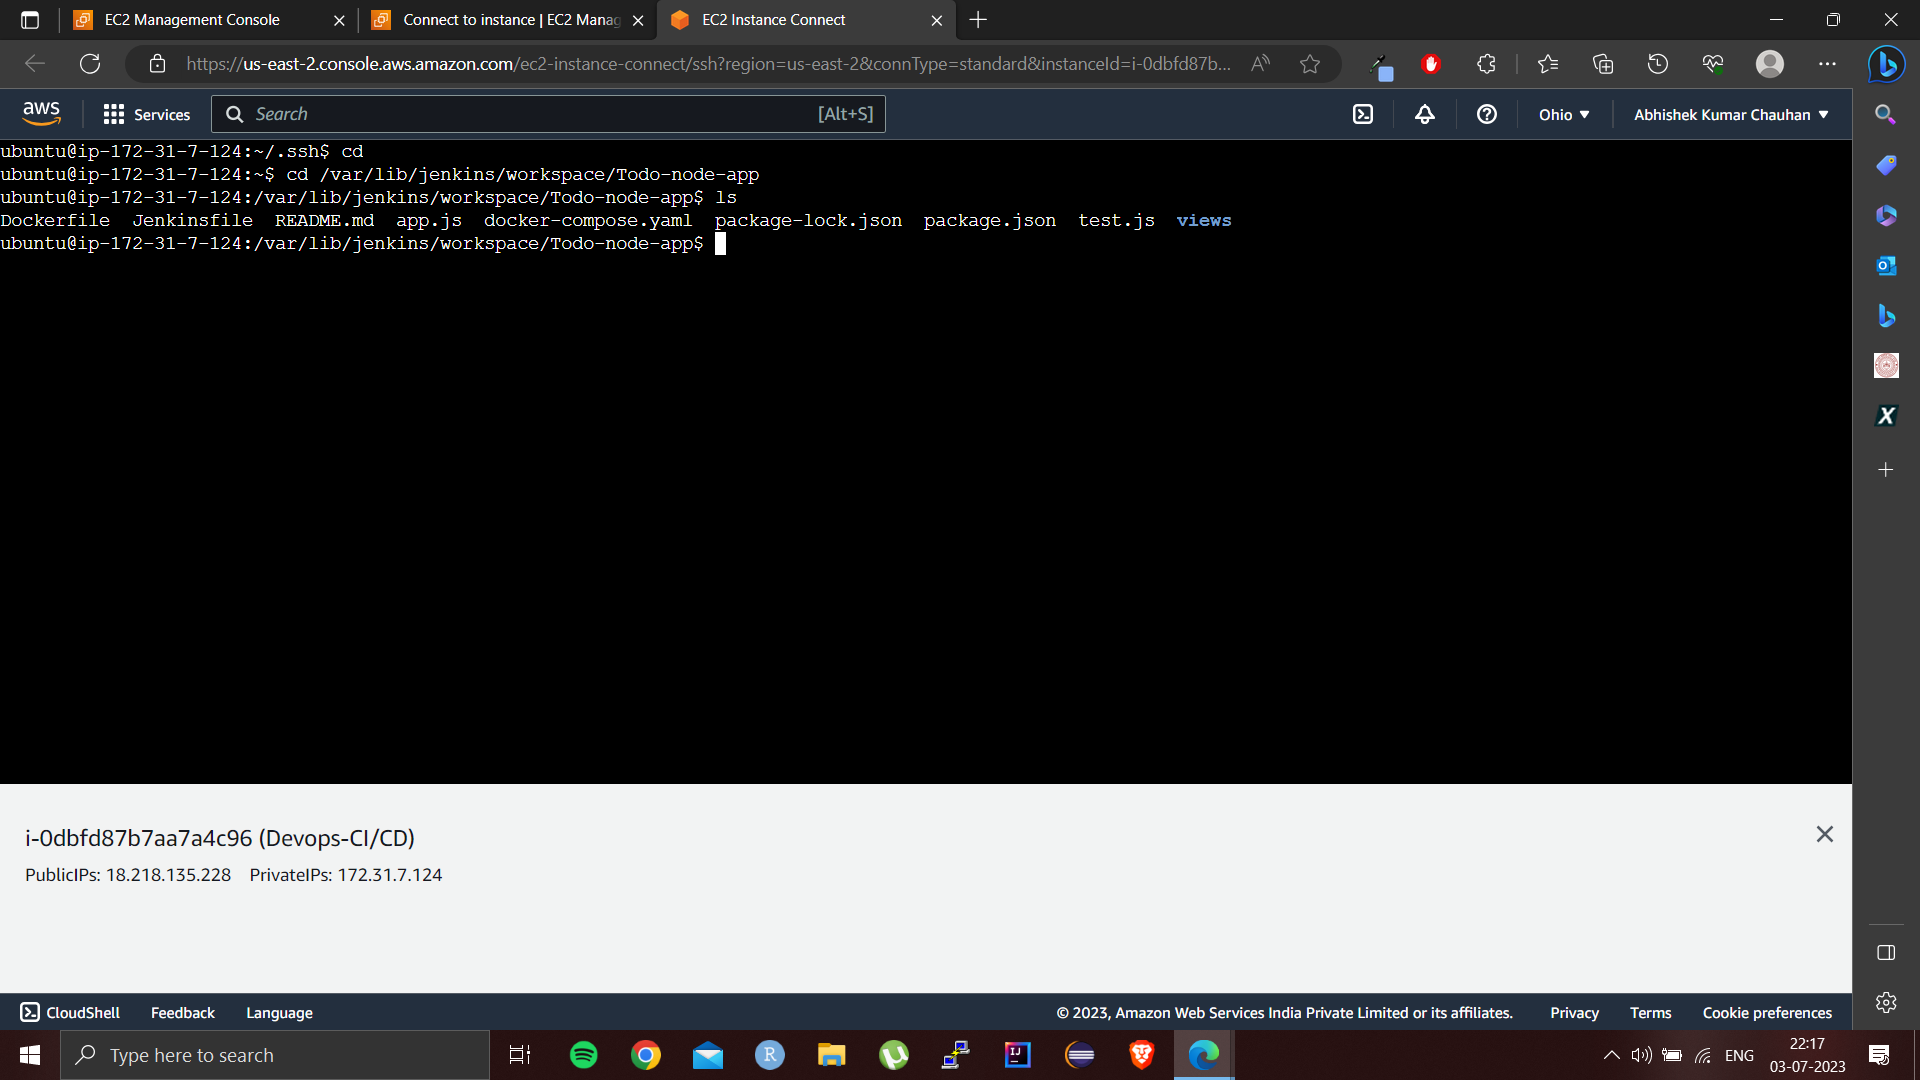 EC2 Management Console
Connect to instance | EC2 Manag
EC2 Instance Connect
https://us-east-2.console.aws.amazon.com/ec2-instance-connect/ssh?region=us-east-2&connType=standard&instanceId=i-0dbfd87b...
aws
Services
Search
[Alt+S]
Ohio
Abhishek Kumar Chauhan
ubuntu@ip-172-31-7-124:~/.ssh$ cd
ubuntu@ip-172-31-7-124:~$ cd /var/lib/jenkins/workspace/Todo-node-app
ubuntu@ip-172-31-7-124:/var/lib/jenkins/workspace/Todo-node-app$ ls
Dockerfile  Jenkinsfile  README.md  app.js  docker-compose.yaml  package-lock.json  package.json  test.js  views
ubuntu@ip-172-31-7-124:/var/lib/jenkins/workspace/Todo-node-app$
i-0dbfd87b7aa7a4c96 (Devops-CI/CD)
PublicIPs: 18.218.135.228 PrivateIPs: 172.31.7.124
CloudShell
Feedback
Language
© 2023, Amazon Web Services India Private Limited or its affiliates.
Privacy
Terms
Cookie preferences
Type here to search
ENG
22:17
03-07-2023